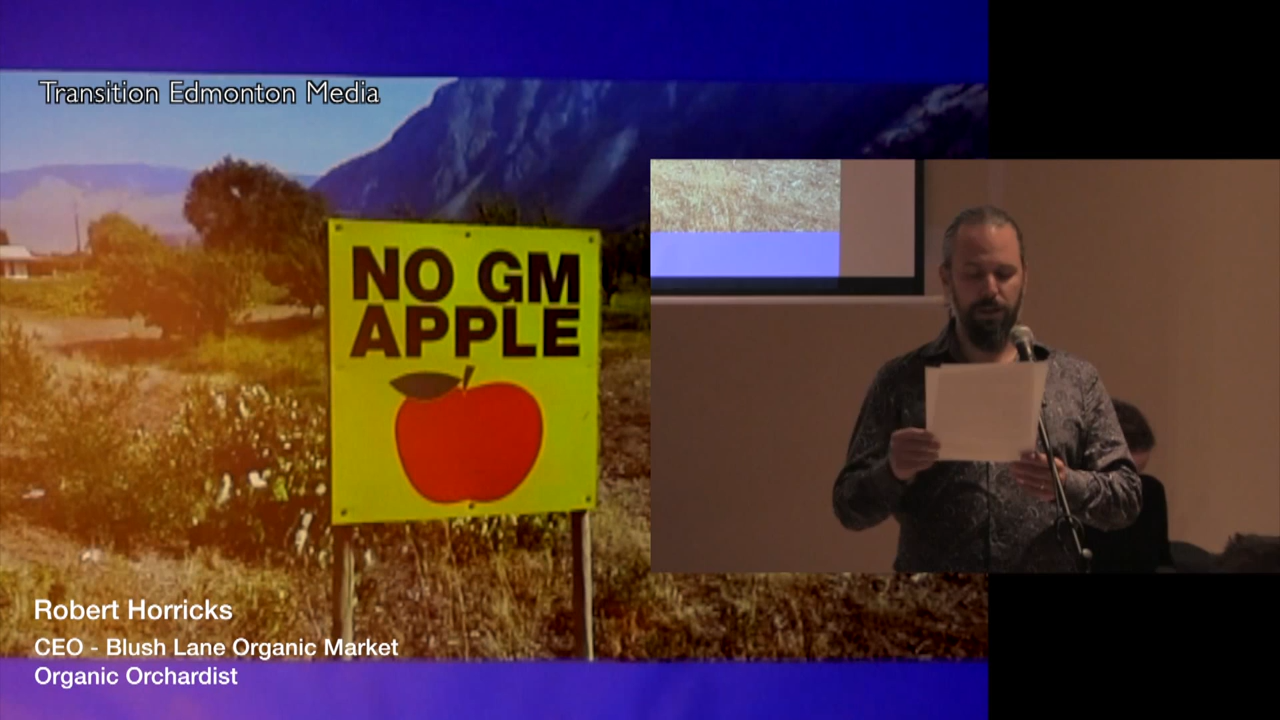 Transition Edmonton Media
NO GM
APPLE
Robert Horricks
CEO - Blush Lane Organic Market
Organic Orchardist